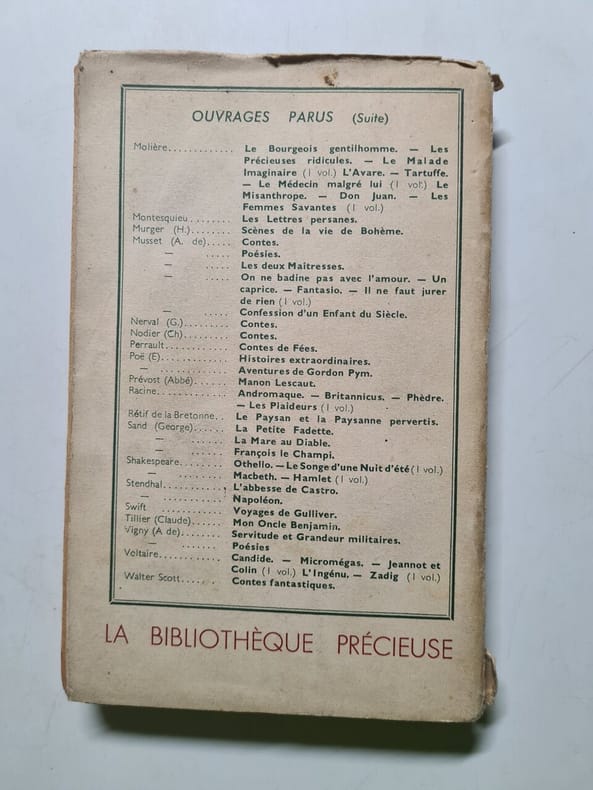 OUVRAGES PARUS (Suite)
Molière............. Le Bourgeois gentilhomme. — Les
Précieuses ridicules. — Le Malade
Imaginaire (1 vol.) L'Avare. — Tartuffe.
— Le Médecin malgré lui (1 vol.) Le
Misanthrope. — Don Juan. — Les
Femmes Savantes (1 vol.)
Montesquieu........ Les Lettres persanes.
Murger (H.)........ Scènes de la vie de Bohème.
Musset (A. de)..... Contes.
— ..... Poésies.
— ..... Les deux Maitresses.
— ..... On ne badine pas avec l'amour. — Un
caprice. — Fantasio. — Il ne faut jurer
de rien (1 vol.)
— ..... Confession d'un Enfant du Siècle.
Nerval (G.)......... Contes.
Nodier (Ch)......... Contes.
Perrault............. Contes de Fées.
Poë (E).............. Histoires extraordinaires.
— .............. Aventures de Gordon Pym.
Prévost (Abbé)....... Manon Lescaut.
Racine............... Andromaque. — Britannicus. — Phèdre.
— Les Plaideurs (1 vol.)
Rétif de la Bretonne.. Le Paysan et la Paysanne pervertis.
Sand (George)...... La Petite Fadette.
— ...... La Mare au Diable.
— ...... François le Champi.
Shakespeare......... Othello. — Le Songe d'une Nuit d'été (1 vol.)
— ......... Macbeth. — Hamlet (1 vol.)
Stendhal............. L'abbesse de Castro.
— ............. Napoléon.
Swift ............. Voyages de Gulliver.
Tillier (Claude)...... Mon Oncle Benjamin.
Vigny (A de)........ Servitude et Grandeur militaires.
— ....... Poésies
Voltaire............. Candide. — Micromégas. — Jeannot et
Colin (1 vol.) L'Ingénu. — Zadig (1 vol.)
Walter Scott....... Contes fantastiques.
LA BIBLIOTHÈQUE PRÉCIEUSE